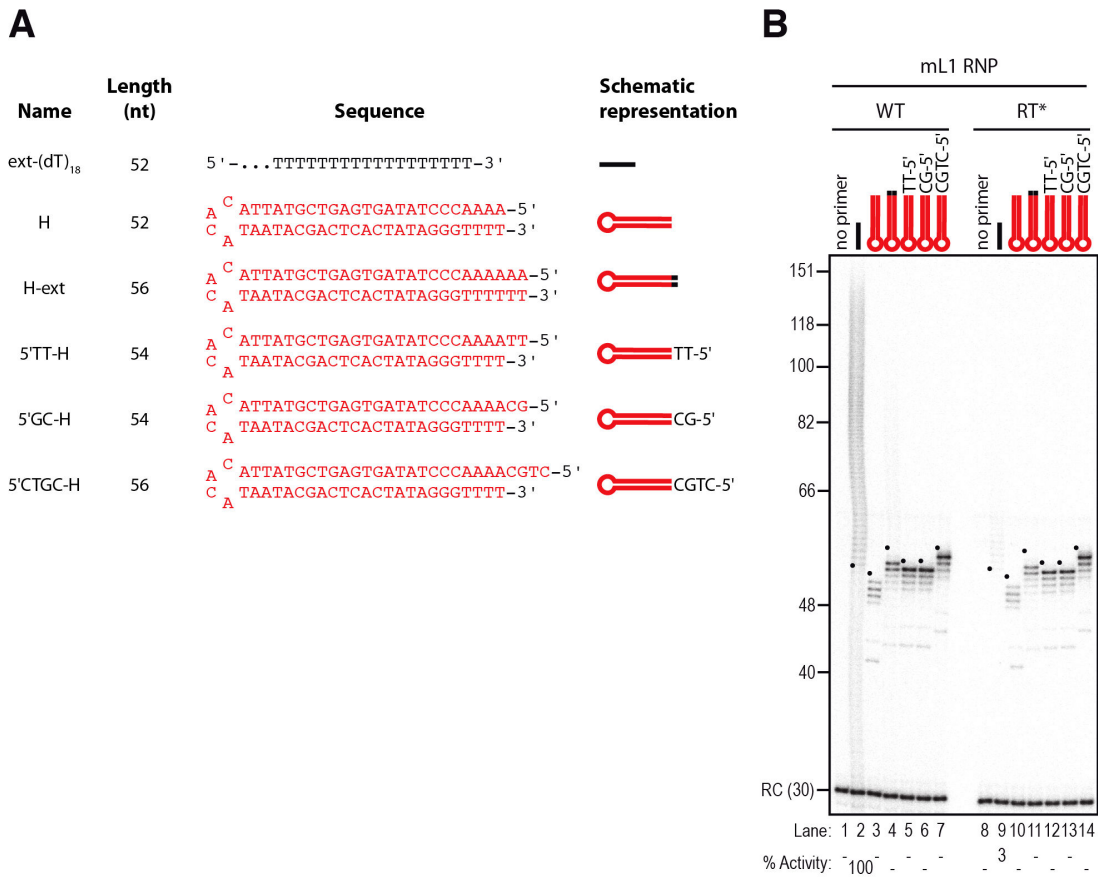 A
Name
Length
(nt)
Sequence
Schematic
representation
ext-(dT)18
52
5'-...TTTTTTTTTTTTTTTTTT-3'
H
52
A C ATTATGCTGAGTGATATCCCAAAA-5'
C A TAATACGACTCACTATAGGGTTTT-3'
H-ext
56
A C ATTATGCTGAGTGATATCCCAAAAAA-5'
C A TAATACGACTCACTATAGGGTTTTTT-3'
5'TT-H
54
A C ATTATGCTGAGTGATATCCCAAAATT-5'
C A TAATACGACTCACTATAGGGTTTT-3'
TT-5'
5'GC-H
54
A C ATTATGCTGAGTGATATCCCAAAACG-5'
C A TAATACGACTCACTATAGGGTTTT-3'
CG-5'
5'CTGC-H
56
A C ATTATGCTGAGTGATATCCCAAAACGTC-5'
C A TAATACGACTCACTATAGGGTTTT-3'
CGTC-5'
B
mL1 RNP
WT
RT*
no primer
TT-5'
CG-5'
CGTC-5'
no primer
TT-5'
CG-5'
CGTC-5'
151
118
100
82
66
48
40
RC (30)
Lane: 1 2 3 4 5 6 7 8 9 10 11 12 13 14
% Activity: - 100 - - - - - - 3 - - - - -